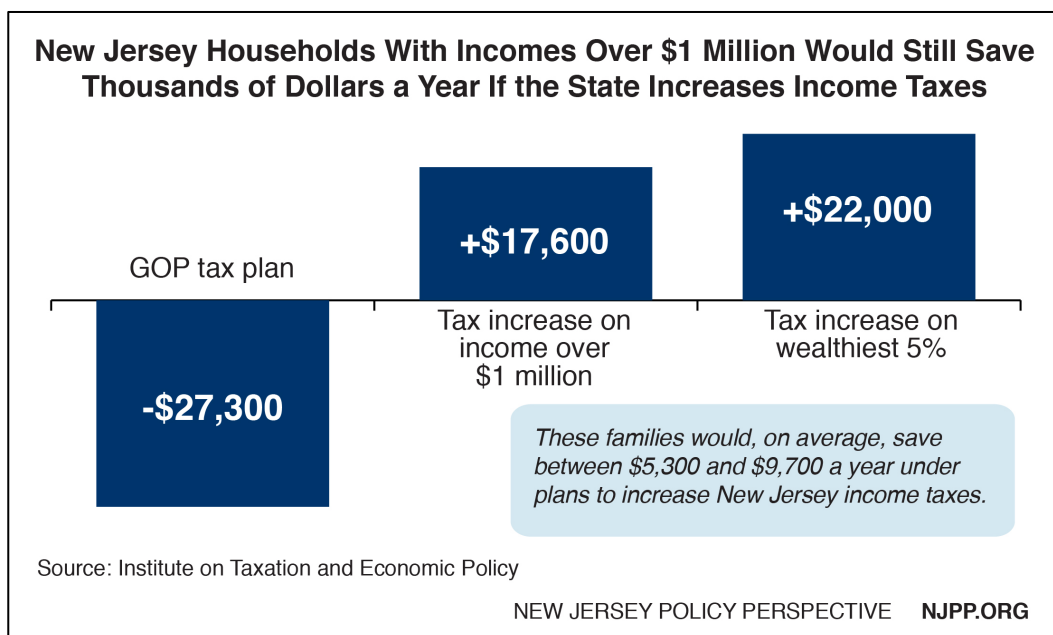 New Jersey Households With Incomes Over $1 Million Would Still Save
Thousands of Dollars a Year If the State Increases Income Taxes
GOP tax plan
-$27,300
+$17,600
Tax increase on
income over
$1 million
+$22,000
Tax increase on
wealthiest 5%
These families would, on average, save
between $5,300 and $9,700 a year under
plans to increase New Jersey income taxes.
Source: Institute on Taxation and Economic Policy
NEW JERSEY POLICY PERSPECTIVE NJPP.ORG